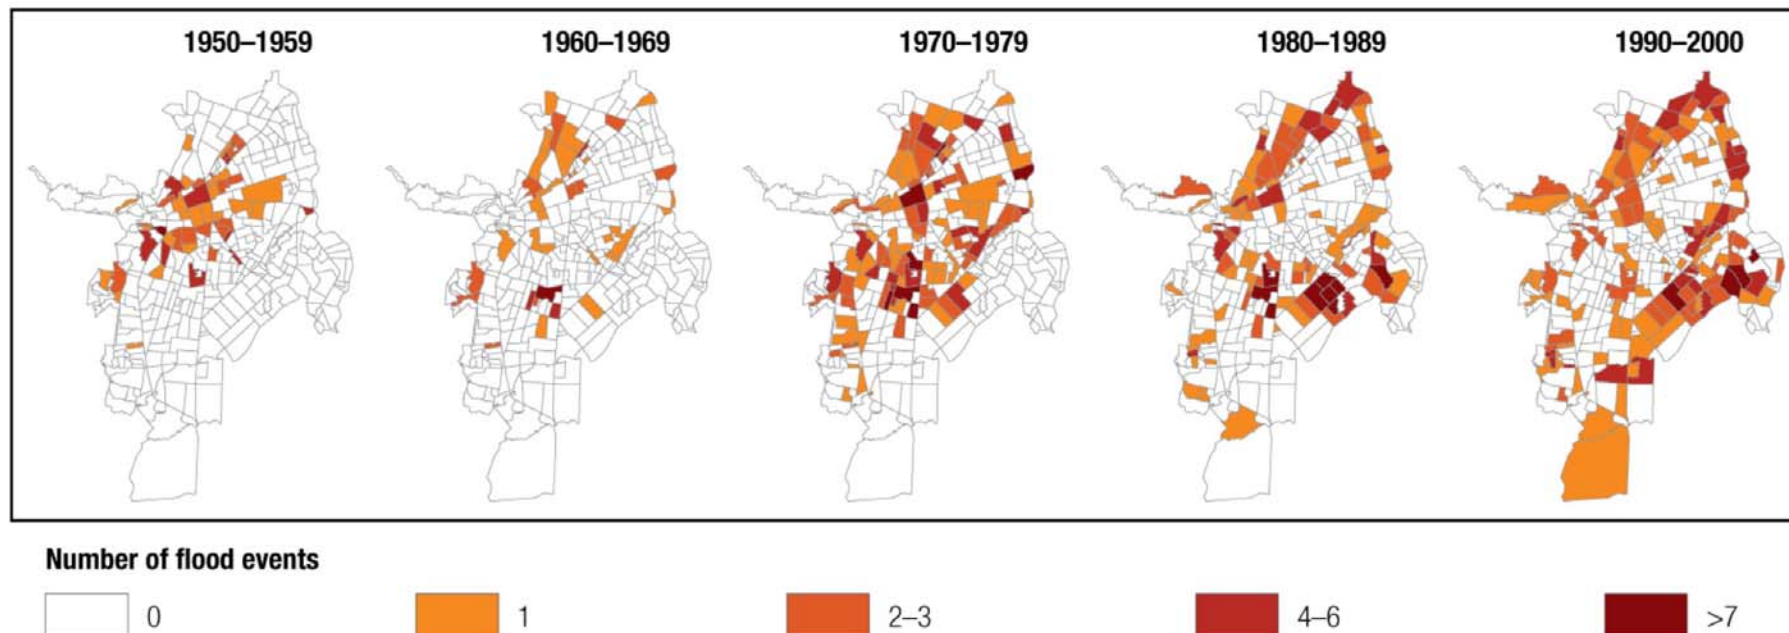 1950–1959 1960–1969 1970–1979 1980–1989 1990–2000
Number of flood events
0 1 2–3 4–6 >7